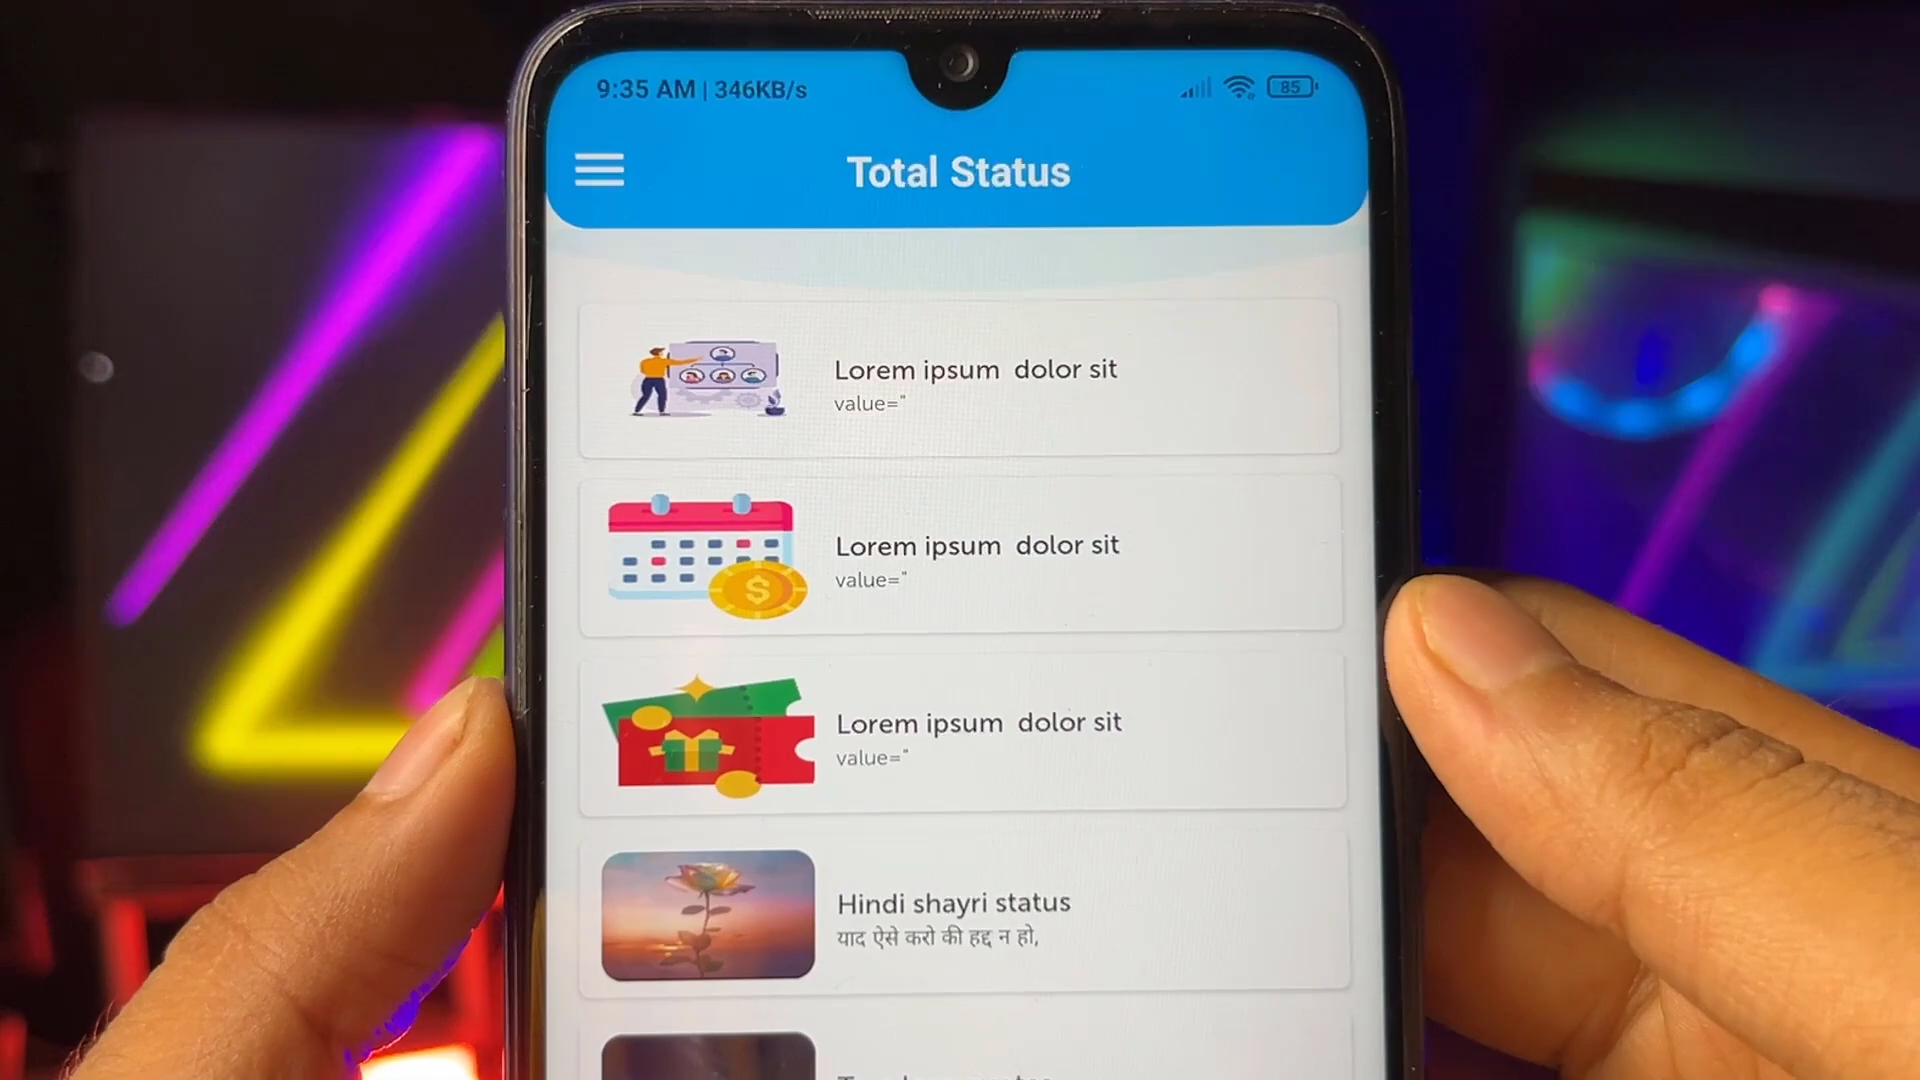 9:35 AM | 346KB/s
85
Total Status
Lorem ipsum dolor sit
value="
Lorem ipsum dolor sit
value="
Lorem ipsum dolor sit
value="
Hindi shayri status
याद ऐसे करो की हद्द न हो,